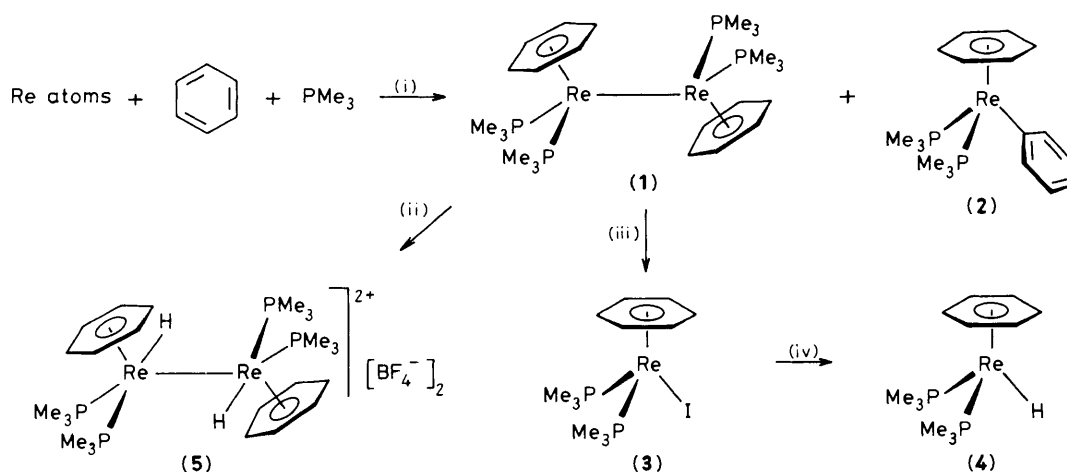 Re atoms + + PMe₃ (i)
Re Re
PMe₃
PMe₃
Me₃P
Me₃P
(1)
+
Re
Me₃P
Me₃P
(2)
(ii)
(iii)
H
Re Re
PMe₃
PMe₃
H
Me₃P
Me₃P
2+
[BF₄⁻]₂
(5)
Re
Me₃P
Me₃P
I
(3)
(iv)
Re
Me₃P
Me₃P
H
(4)